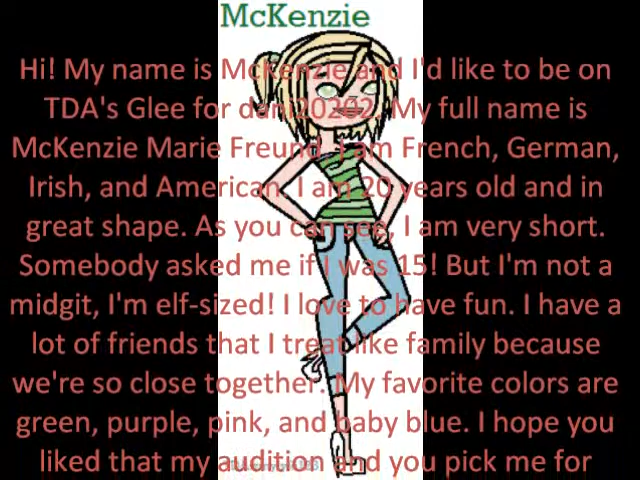 McKenzie
Hi! My name is McKenzie and I'd like to be on
TDA's Glee for dani20202. My full name is
McKenzie Marie Freund. I am French, German,
Irish, and American. I am 20 years old and in
great shape. As you can see, I am very short.
Somebody asked me if I was 15! But I'm not a
midgit, I'm elf-sized! I love to have fun. I have a
lot of friends that I treat like family because
we're so close together. My favorite colors are
green, purple, pink, and baby blue. I hope you
liked that my audition and you pick me for